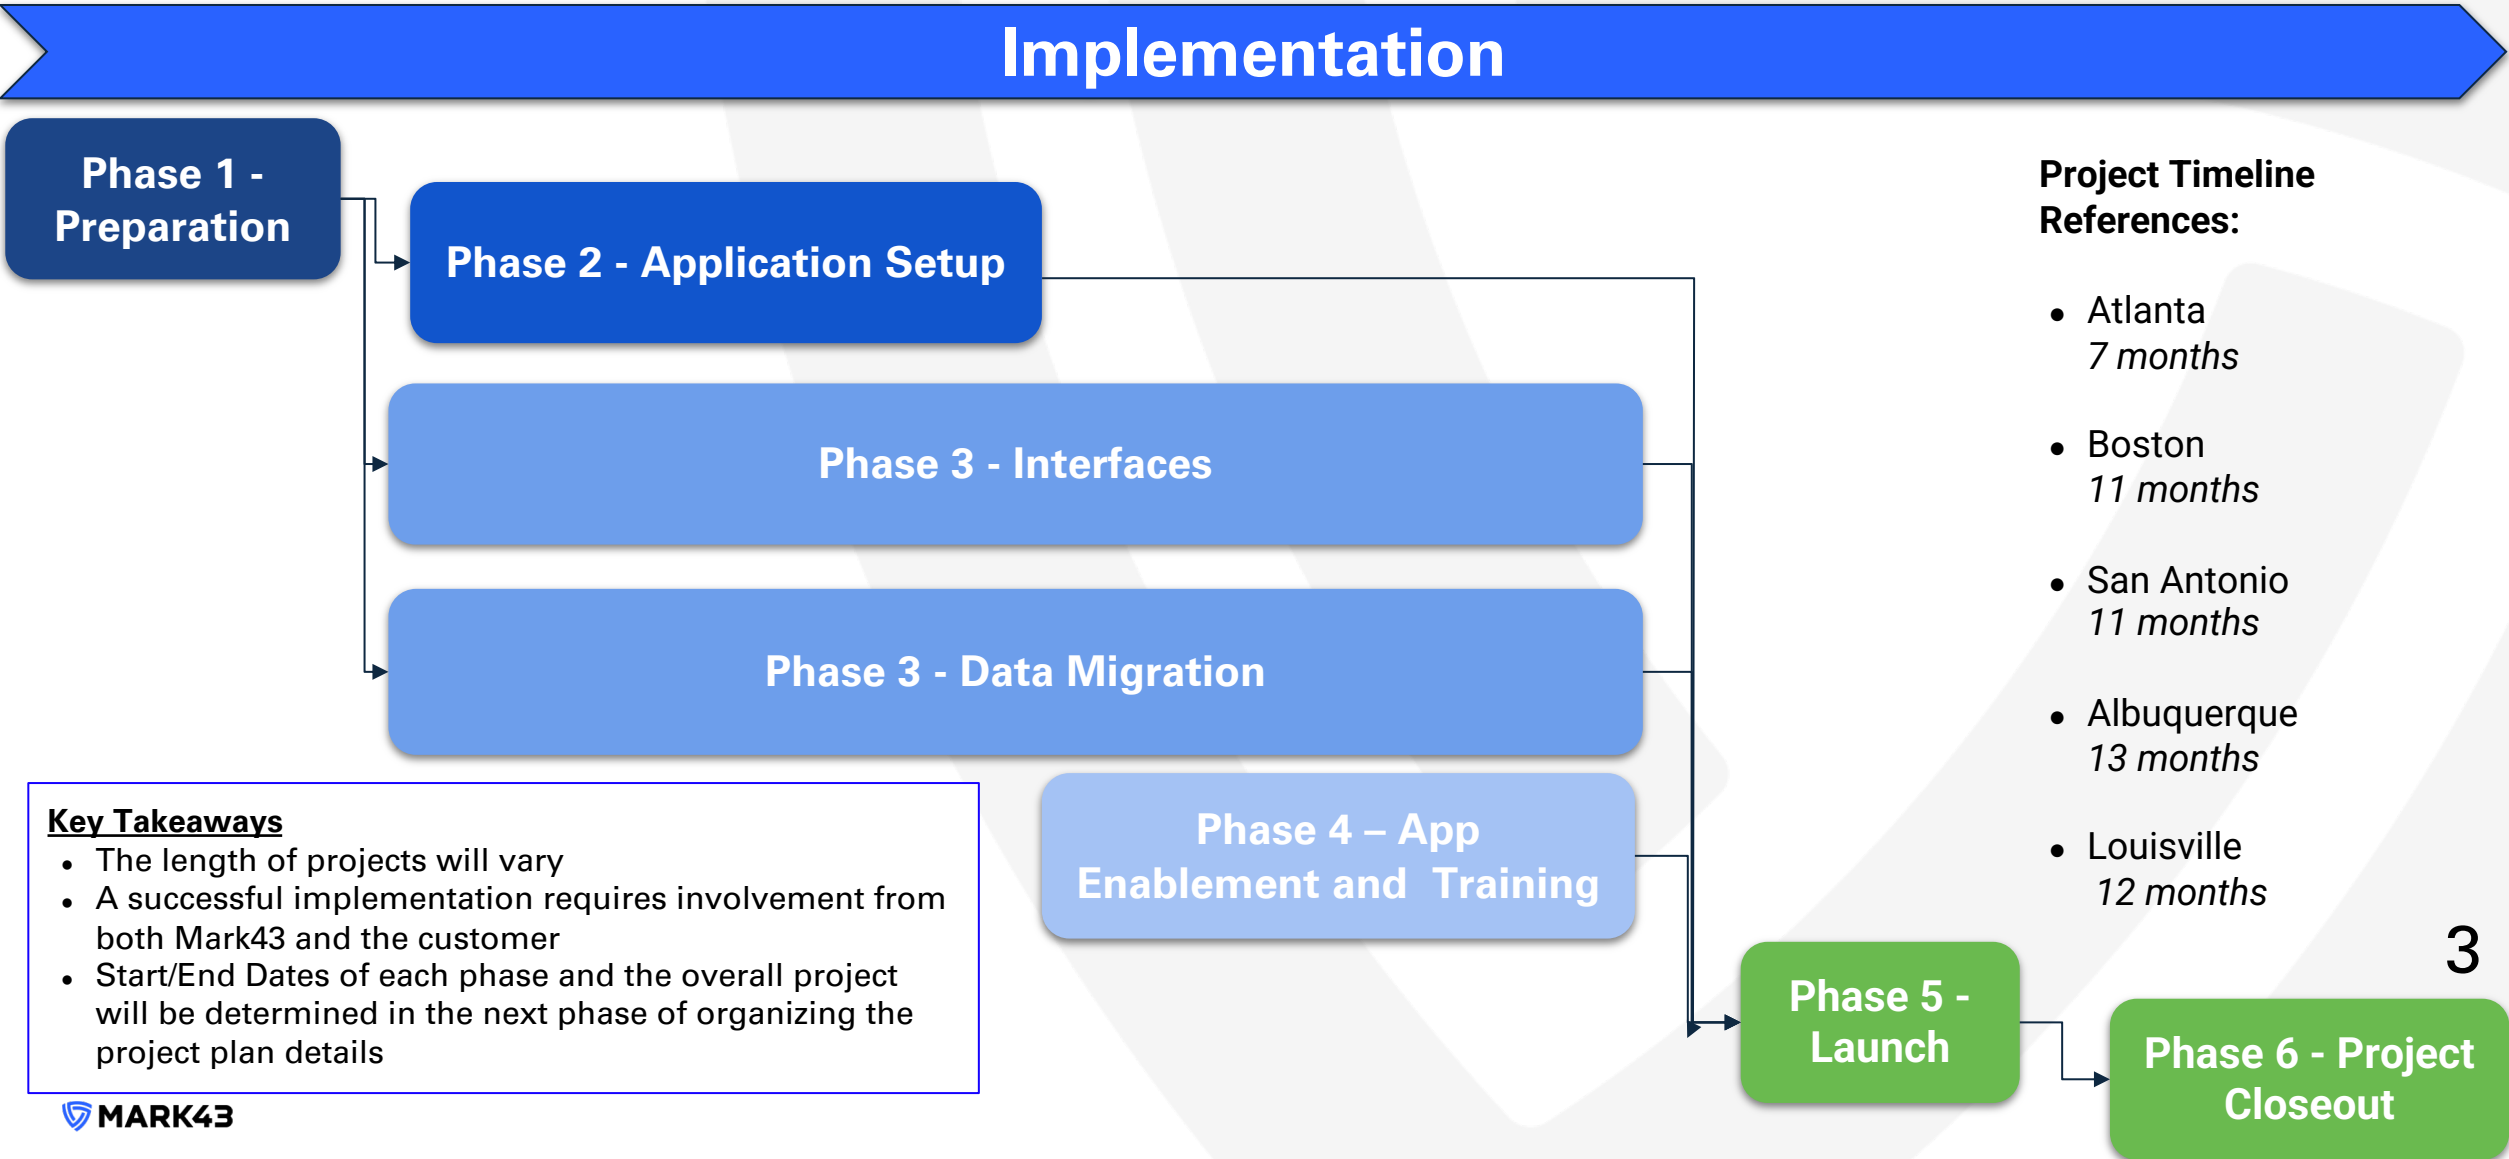 Implementation
Phase 1 -
Preparation
Phase 2 - Application Setup
Phase 3 - Interfaces
Phase 3 - Data Migration
Phase 4 – App
Enablement and  Training
Phase 5 -
Launch
Phase 6 - Project
Closeout
Project Timeline
References:
● Atlanta
7 months
● Boston
11 months
● San Antonio
11 months
● Albuquerque
13 months
● Louisville
12 months
Key Takeaways
● The length of projects will vary
● A successful implementation requires involvement from
both Mark43 and the customer
● Start/End Dates of each phase and the overall project
will be determined in the next phase of organizing the
project plan details
MARK43
3